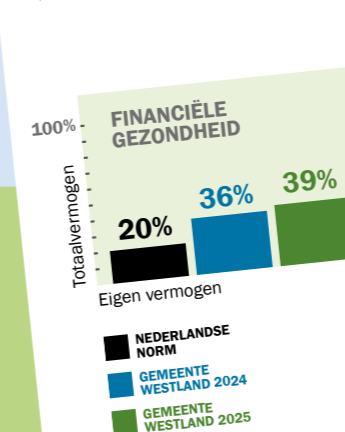 FINANCIËLE
GEZONDHEID
100%
39%
36%
20%
Totaalvermogen
Eigen vermogen
NEDERLANDSE
NORM
GEMEENTE
WESTLAND 2024
GEMEENTE
WESTLAND 2025